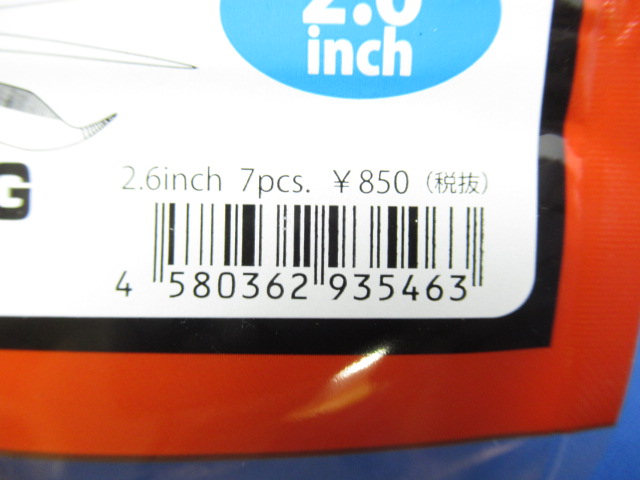 2.6
inch
G
2.6inch 7pcs. ¥850（税抜）
4 580362 935463